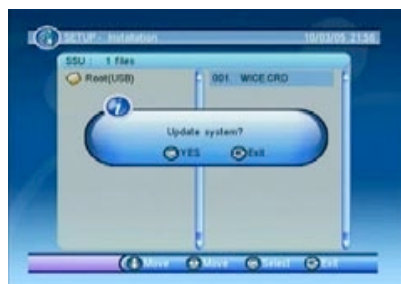 SETUP - Installation 10/03/05 21:56
SSU : 1 files
Root(USB) 001. WICE.CRD
Update system?
YES Exit
Move Move Select Exit